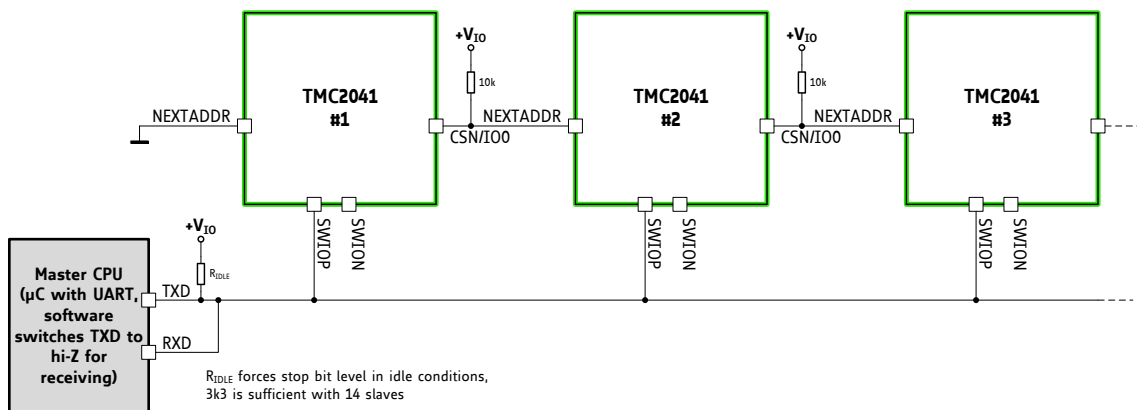 +VIO
+VIO
10k
10k
TMC2041
#1
TMC2041
#2
TMC2041
#3
NEXTADDR
NEXTADDR
NEXTADDR
CSN/IO0
CSN/IO0
SWIOP
SWION
SWIOP
SWION
SWIOP
SWION
+VIO
RIDLE
Master CPU
(µC with UART,
software
switches TXD to
hi-Z for
receiving)
TXD
RXD
RIDLE forces stop bit level in idle conditions,
3k3 is sufficient with 14 slaves